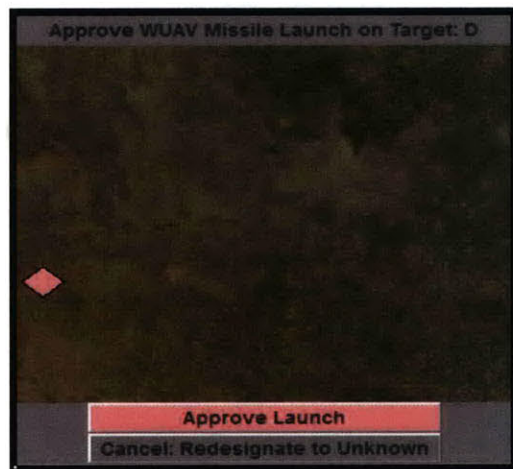 Approve WUAV Missile Launch on Target: D
Approve Launch
Cancel: Redesignate to Unknown